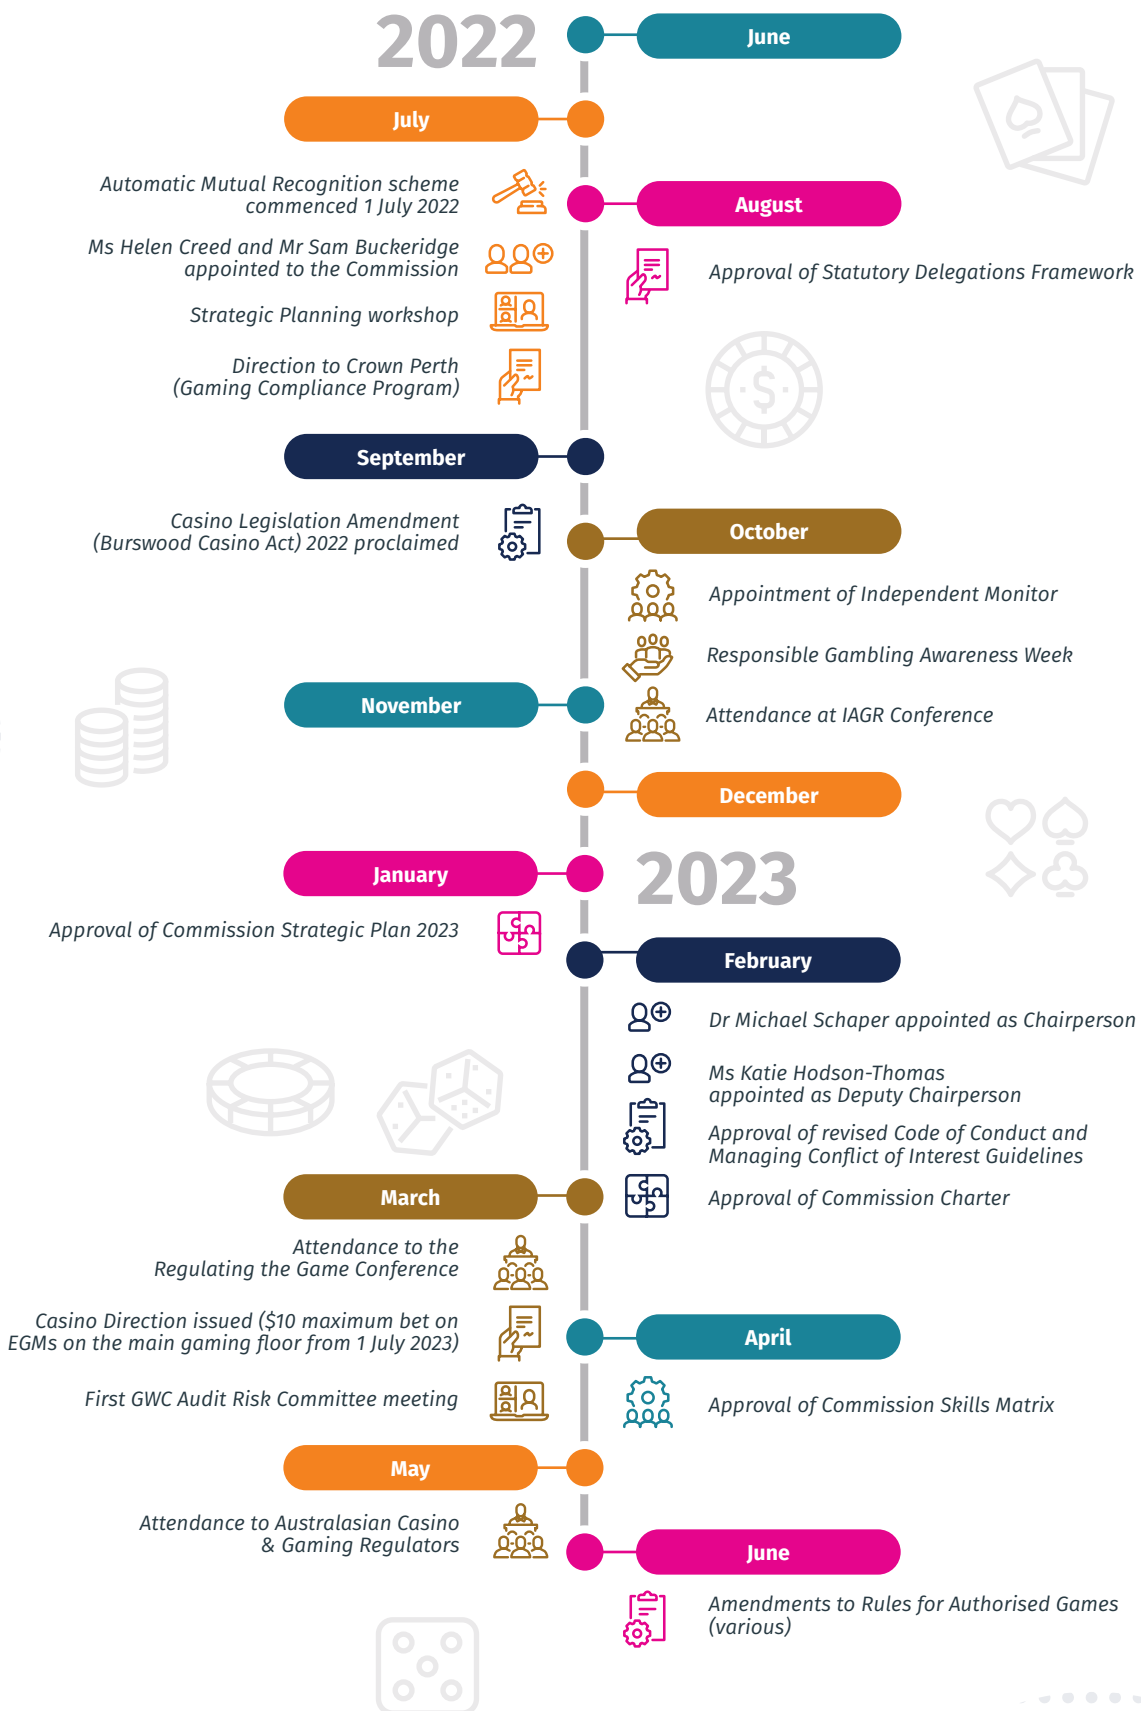 2022
June
July
Automatic Mutual Recognition scheme
commenced 1 July 2022
Ms Helen Creed and Mr Sam Buckeridge
appointed to the Commission
Strategic Planning workshop
Direction to Crown Perth
(Gaming Compliance Program)
August
Approval of Statutory Delegations Framework
September
Casino Legislation Amendment
(Burswood Casino Act) 2022 proclaimed
October
Appointment of Independent Monitor
Responsible Gambling Awareness Week
Attendance at IAGR Conference
November
December
2023
January
Approval of Commission Strategic Plan 2023
February
Dr Michael Schaper appointed as Chairperson
Ms Katie Hodson-Thomas
appointed as Deputy Chairperson
Approval of revised Code of Conduct and
Managing Conflict of Interest Guidelines
Approval of Commission Charter
March
Attendance to the
Regulating the Game Conference
Casino Direction issued ($10 maximum bet on
EGMs on the main gaming floor from 1 July 2023)
First GWC Audit Risk Committee meeting
April
Approval of Commission Skills Matrix
May
Attendance to Australasian Casino
& Gaming Regulators
June
Amendments to Rules for Authorised Games
(various)